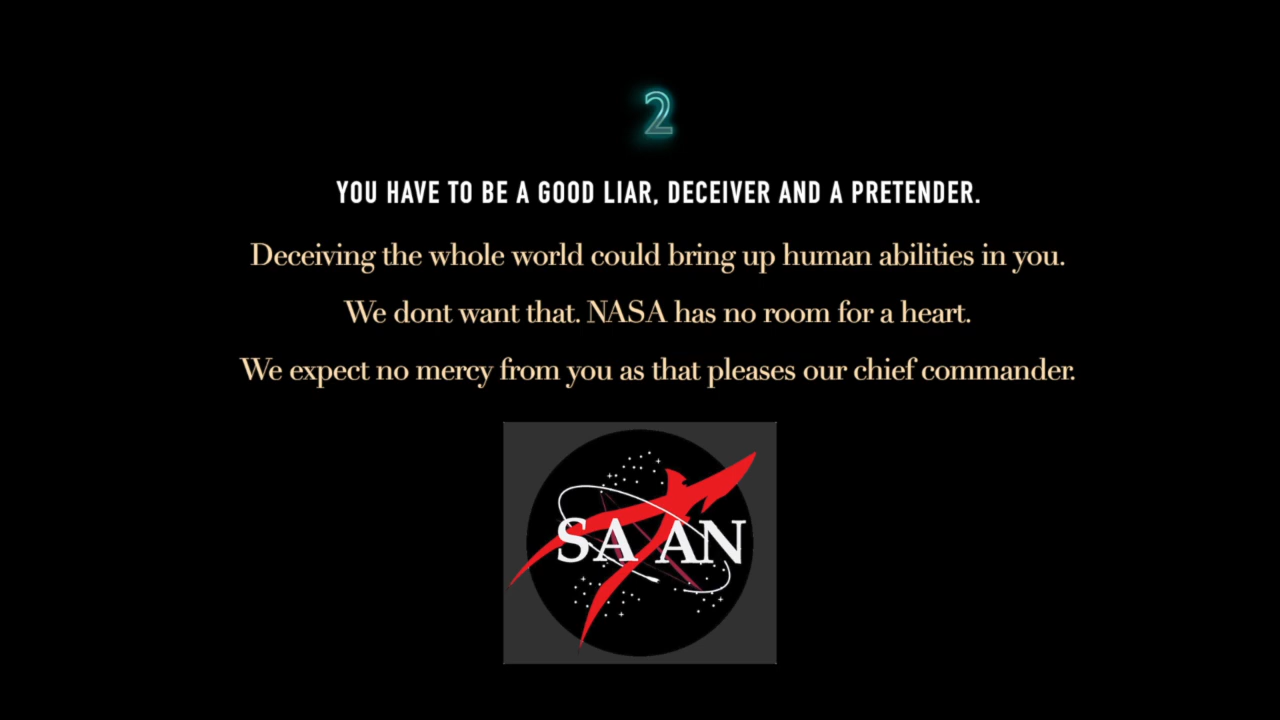 2
YOU HAVE TO BE A GOOD LIAR, DECEIVER AND A PRETENDER.
Deceiving the whole world could bring up human abilities in you.
We dont want that. NASA has no room for a heart.
We expect no mercy from you as that pleases our chief commander.
SATAN